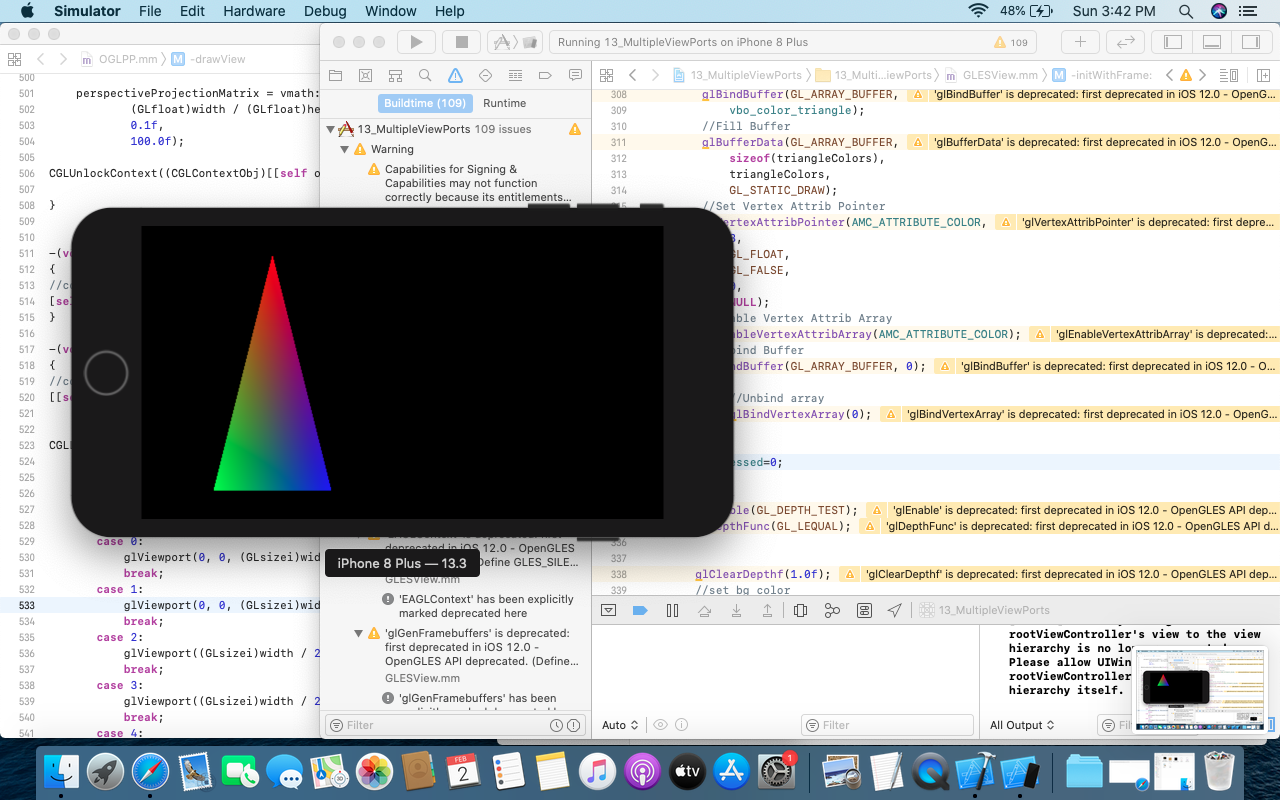 Simulator File Edit Hardware Debug Window Help 48% Sun 3:42 PM
OGLPP.mm -drawView
500
501 perspectiveProjectionMatrix = vmath:
502 (GLfloat)width / (GLfloat)he
503 0.1f,
504 100.0f);
505
506 CGLUnlockContext((CGLContextObj)[[self o
507
508 }
509
510
511 -(v
512 {
513 //c
514 [se
515 }
516
517 -(v
518 {
519 //c
520 [[s
521
522
523 CGL
524
525
526
527
528
529 case 0:
530 glViewport(0, 0, (GLsizei)wid
531 break;
532 case 1:
533 glViewport(0, 0, (GLsizei)wid
534 break;
535 case 2:
536 glViewport((GLsizei)width / 2
537 break;
538 case 3:
539 glViewport((GLsizei)width / 2
540 break;
541 case 4:
Running 13_MultipleViewPorts on iPhone 8 Plus 109
Buildtime (109) Runtime
13_MultipleViewPorts 109 issues
Warning
Capabilities for Signing &
Capabilities may not function
correctly because its entitlements...
deprecated in iOS 12.0 - OpenGLES
GLESView.mm
'EAGLContext' has been explicitly
marked deprecated here
'glGenFramebuffers' is deprecated:
first deprecated in iOS 12.0 -
OpenGLES API deprecated. (Define...
GLESView.mm
'glGenFramebuffers' has been
Filter
13_MultipleViewPorts 13_Multi...iewPorts GLESView.mm -initWithFrame:
308 glBindBuffer(GL_ARRAY_BUFFER, 'glBindBuffer' is deprecated: first deprecated in iOS 12.0 - OpenG...
309 vbo_color_triangle);
310 //Fill Buffer
311 glBufferData(GL_ARRAY_BUFFER, 'glBufferData' is deprecated: first deprecated in iOS 12.0 - OpenG...
312 sizeof(triangleColors),
313 triangleColors,
314 GL_STATIC_DRAW);
//Set Vertex Attrib Pointer
ertexAttribPointer(AMC_ATTRIBUTE_COLOR, 'glVertexAttribPointer' is deprecated: first depre...
L_FLOAT,
L_FALSE,
ULL);
ble Vertex Attrib Array
ableVertexAttribArray(AMC_ATTRIBUTE_COLOR); 'glEnableVertexAttribArray' is deprecated:...
ind Buffer
ndBuffer(GL_ARRAY_BUFFER, 0); 'glBindBuffer' is deprecated: first deprecated in iOS 12.0 - O...
//Unbind array
glBindVertexArray(0); 'glBindVertexArray' is deprecated: first deprecated in iOS 12.0 - OpenG...
ssed=0;
ble(GL_DEPTH_TEST); 'glEnable' is deprecated: first deprecated in iOS 12.0 - OpenGLES API dep...
epthFunc(GL_LEQUAL); 'glDepthFunc' is deprecated: first deprecated in iOS 12.0 - OpenGLES API d...
336
337
338 glClearDepthf(1.0f); 'glClearDepthf' is deprecated: first deprecated in iOS 12.0 - OpenGLES API dep...
339 //set bg color
13_MultipleViewPorts
rootViewController's view to the view
hierarchy is no lo
Please allow UIWin
rootViewController
hierarchy itself.
Auto Filter All Output Fil
iPhone 8 Plus — 13.3
FEB
2
tv
1